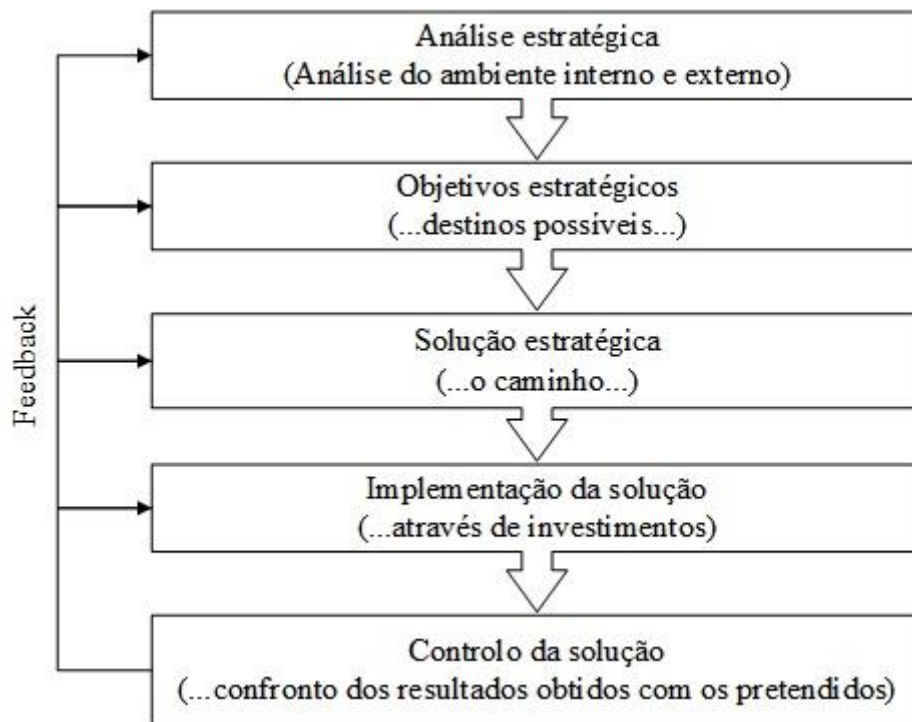 Análise estratégica
(Análise do ambiente interno e externo)
Objetivos estratégicos
(...destinos possíveis...)
Feedback
Solução estratégica
(...o caminho...)
Implementação da solução
(...através de investimentos)
Controlo da solução
(...confronto dos resultados obtidos com os pretendidos)